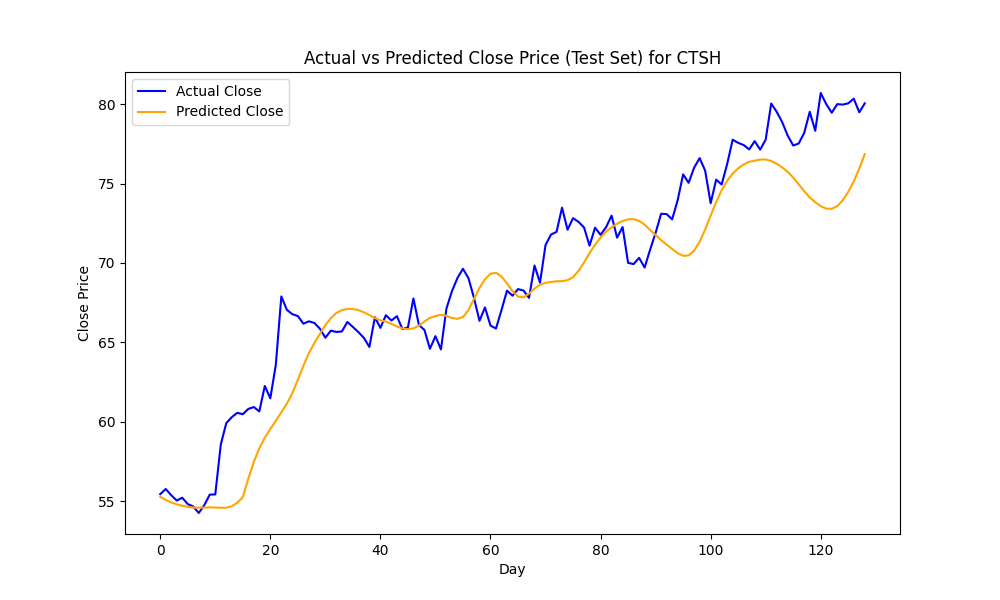 Actual vs Predicted Close Price (Test Set) for CTSH
Actual Close
Predicted Close
Close Price
80
75
70
65
60
55
0 20 40 60 80 100 120
Day